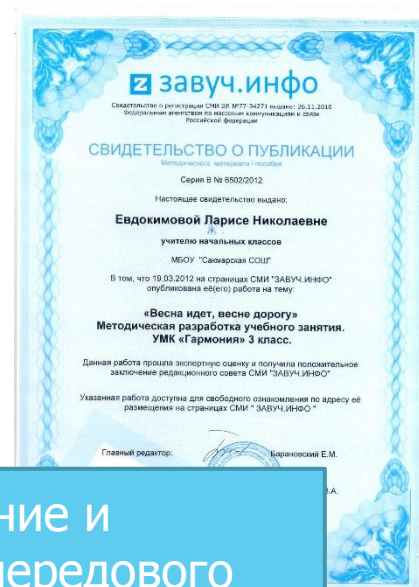 завуч.инфо
Свидетельство о регистрации СМИ ЭЛ №77-34271 выдано: 26.11.2010
Федеральным агентством по массовым коммуникациям и связи
Российской федерации
СВИДЕТЕЛЬСТВО О ПУБЛИКАЦИИ
Методического материала / пособия
Серия В № 6502/2012
Настоящее свидетельство выдано:
Евдокимовой Ларисе Николаевне
учителю начальных классов
МБОУ "Сакмарская СОШ"
В том, что 19.03.2012 на страницах СМИ "ЗАВУЧ.ИНФО"
опубликована её(его) работа на тему:
«Весна идет, весне дорогу»
Методическая разработка учебного занятия.
УМК «Гармония» 3 класс.
Данная работа прошла экспертную оценку и получила положительное
заключение редакционного совета СМИ "ЗАВУЧ.ИНФО"
Указанная работа доступна для свободного ознакомления по адресу её
размещения на страницах СМИ " ЗАВУЧ.ИНФО "
Главный редактор: Барановский Е.М.
В.А.
ние и
передового